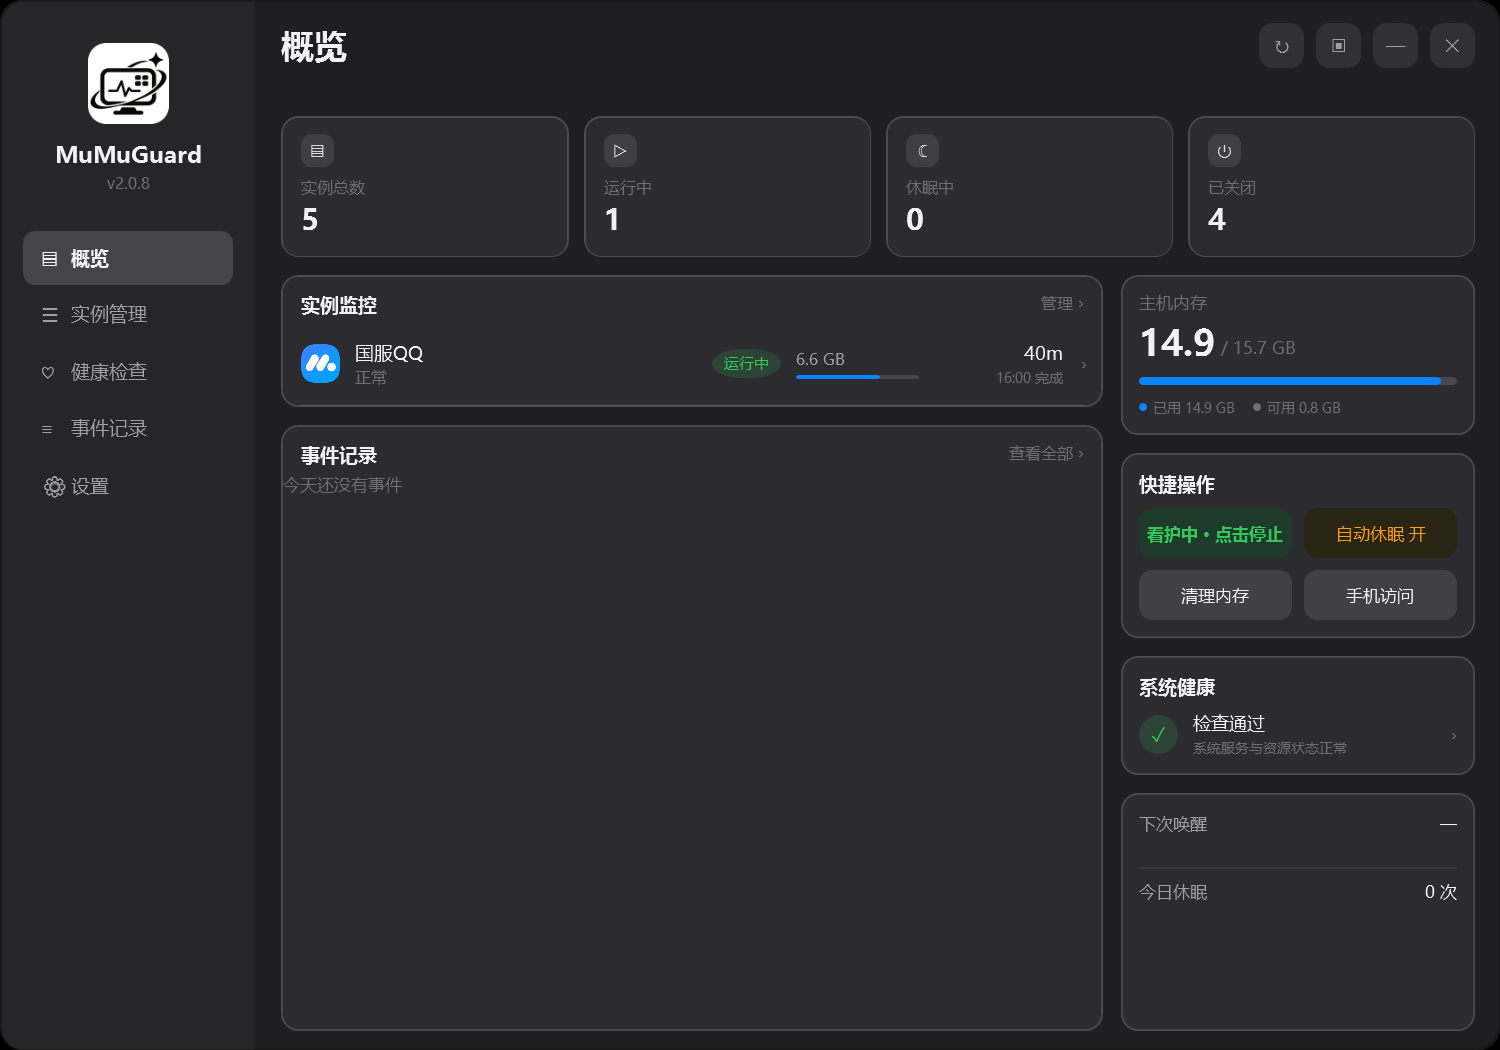 MuMuGuard
v2.0.8
概览
实例管理
健康检查
事件记录
设置
概览
实例总数
5
运行中
1
休眠中
0
已关闭
4
实例监控
管理 ›
国服QQ
正常
运行中
6.6 GB
40m
16:00 完成
事件记录
查看全部 ›
今天还没有事件
主机内存
14.9 / 15.7 GB
已用 14.9 GB 可用 0.8 GB
快捷操作
看护中 • 点击停止
自动休眠 开
清理内存
手机访问
系统健康
检查通过
系统服务与资源状态正常
下次唤醒 —
今日休眠 0 次